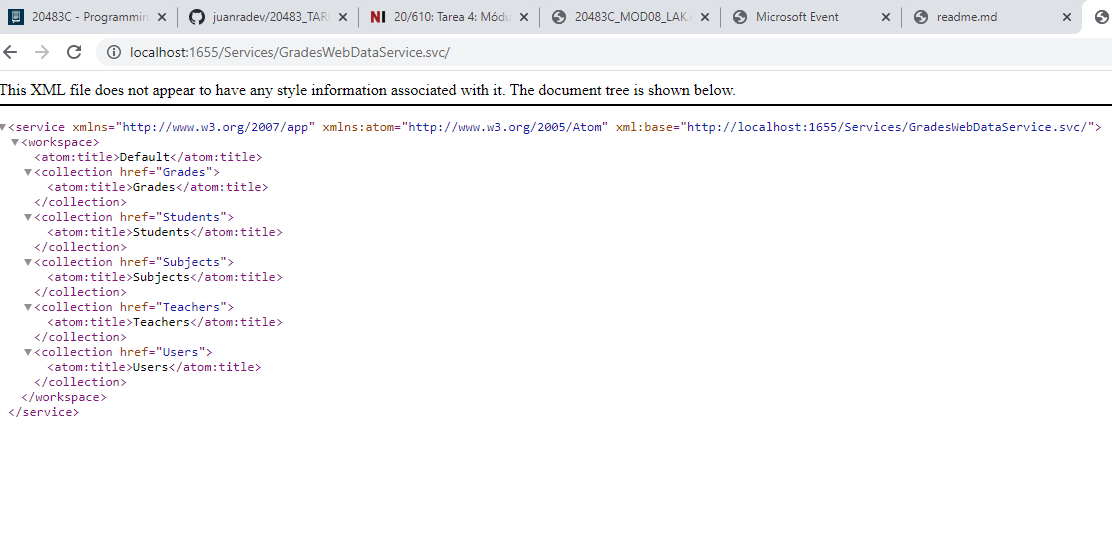 20483C - Programmin
juanradev/20483_TARE
20/610: Tarea 4: Módu
20483C_MOD08_LAK.
Microsoft Event
readme.md
localhost:1655/Services/GradesWebDataService.svc/
This XML file does not appear to have any style information associated with it. The document tree is shown below.
<service xmlns="http://www.w3.org/2007/app" xmlns:atom="http://www.w3.org/2005/Atom" xml:base="http://localhost:1655/Services/GradesWebDataService.svc/">
<workspace>
<atom:title>Default</atom:title>
<collection href="Grades">
<atom:title>Grades</atom:title>
</collection>
<collection href="Students">
<atom:title>Students</atom:title>
</collection>
<collection href="Subjects">
<atom:title>Subjects</atom:title>
</collection>
<collection href="Teachers">
<atom:title>Teachers</atom:title>
</collection>
<collection href="Users">
<atom:title>Users</atom:title>
</collection>
</workspace>
</service>